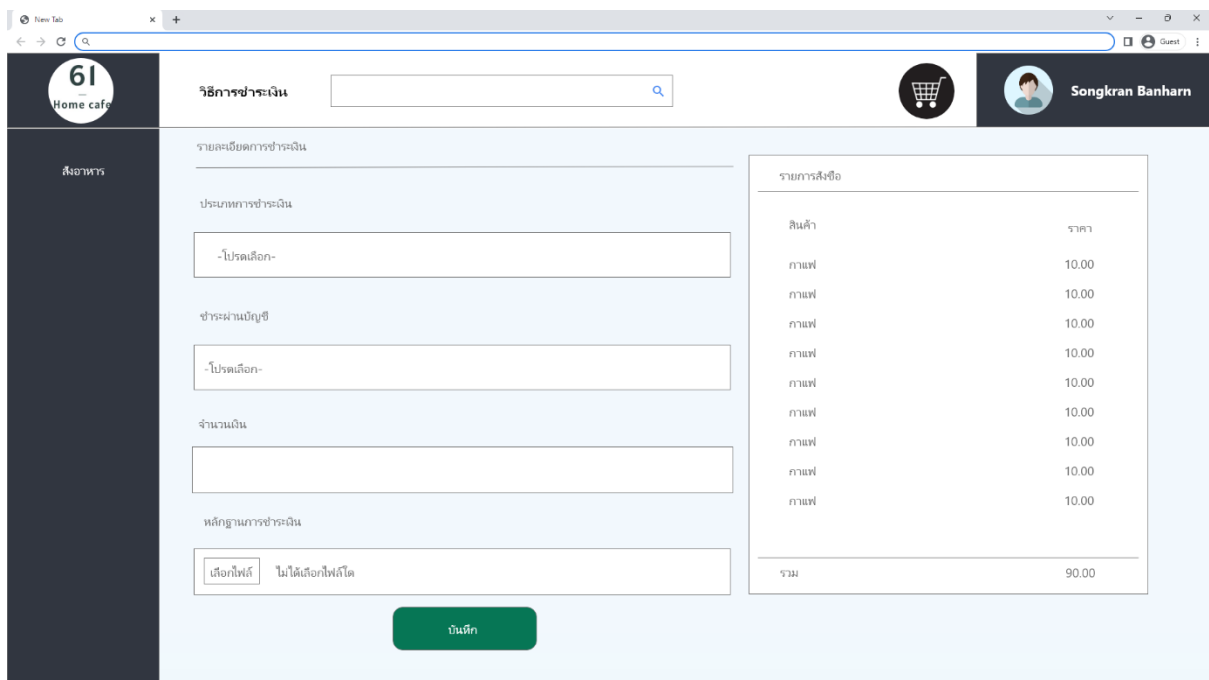 New Tab
Guest
61
Home cafe
วิธีการชำระเงิน
Songkran Banharn
สั่งอาหาร
รายละเอียดการชำระเงิน
ประเภทการชำระเงิน
-โปรดเลือก-
ชำระผ่านบัญชี
-โปรดเลือก-
จำนวนเงิน
หลักฐานการชำระเงิน
เลือกไฟล์ ไม่ได้เลือกไฟล์ใด
บันทึก
รายการสั่งซื้อ
สินค้า ราคา
กาแฟ 10.00
กาแฟ 10.00
กาแฟ 10.00
กาแฟ 10.00
กาแฟ 10.00
กาแฟ 10.00
กาแฟ 10.00
กาแฟ 10.00
กาแฟ 10.00
รวม 90.00